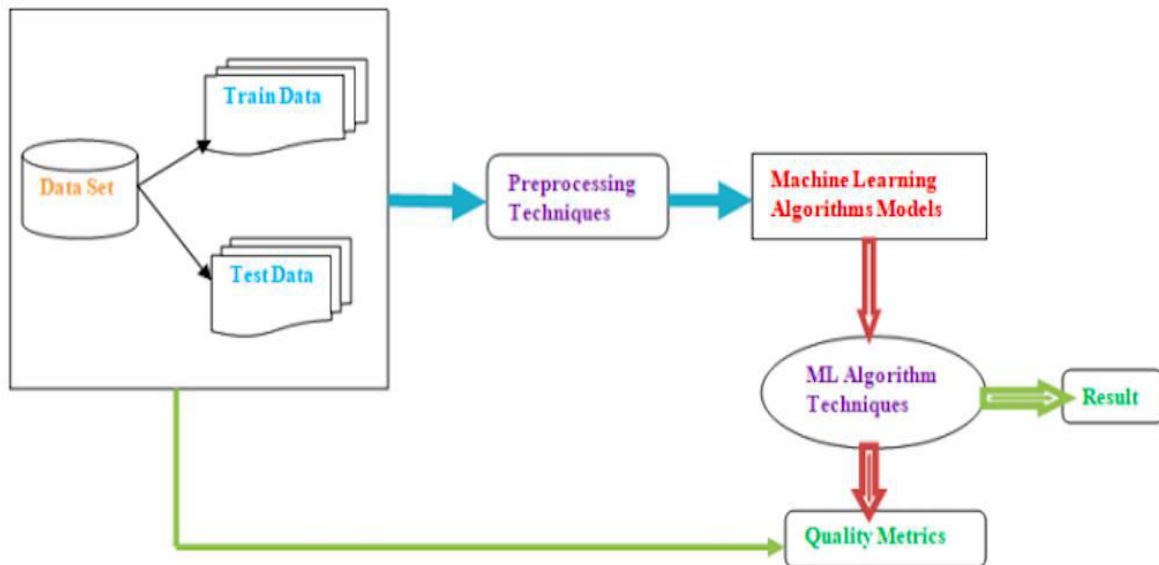 Train Data
Data Set
Test Data
Preprocessing
Techniques
Machine Learning
Algorithms Models
ML Algorithm
Techniques
Result
Quality Metrics